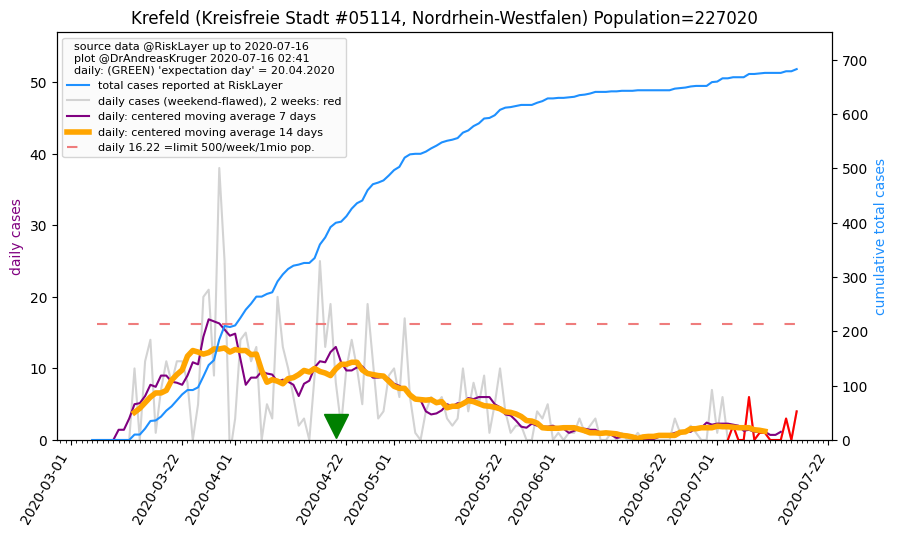 Krefeld (Kreisfreie Stadt #05114, Nordrhein-Westfalen) Population=227020
source data @RiskLayer up to 2020-07-16
plot @DrAndreasKruger 2020-07-16 02:41
daily: (GREEN) 'expectation day' = 20.04.2020
total cases reported at RiskLayer
daily cases (weekend-flawed), 2 weeks: red
daily: centered moving average 7 days
daily: centered moving average 14 days
daily 16.22 =limit 500/week/1mio pop.
daily cases
50
40
30
20
10
0
cumulative total cases
700
600
500
400
300
200
100
0
2020-03-01
2020-03-22
2020-04-01
2020-04-22
2020-05-01
2020-05-22
2020-06-01
2020-06-22
2020-07-01
2020-07-22